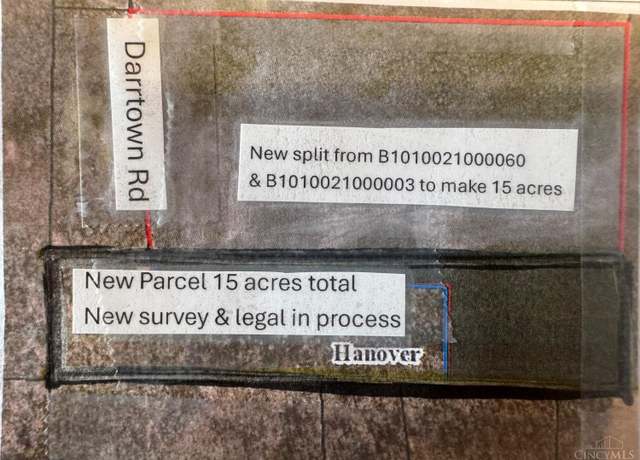 Darrtown Rd
New split from B1010021000060
& B1010021000003 to make 15 acres
New Parcel 15 acres total
New survey & legal in process
Hanover
CINCYMLS